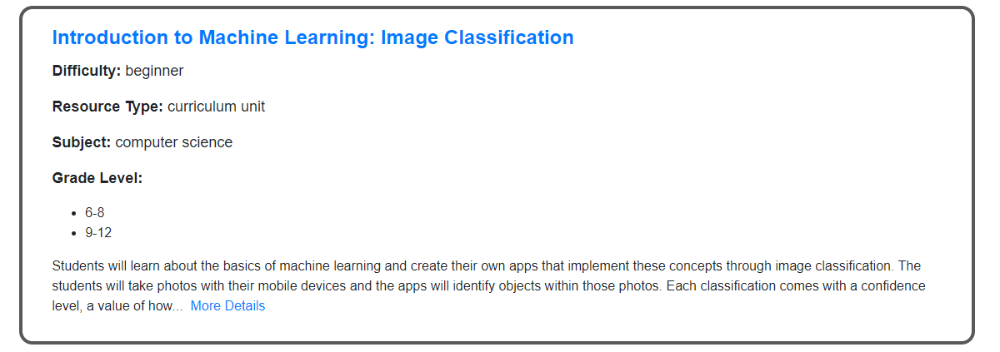 Introduction to Machine Learning: Image Classification
Difficulty: beginner
Resource Type: curriculum unit
Subject: computer science
Grade Level:
• 6-8
• 9-12
Students will learn about the basics of machine learning and create their own apps that implement these concepts through image classification. The
students will take photos with their mobile devices and the apps will identify objects within those photos. Each classification comes with a confidence
level, a value of how... More Details